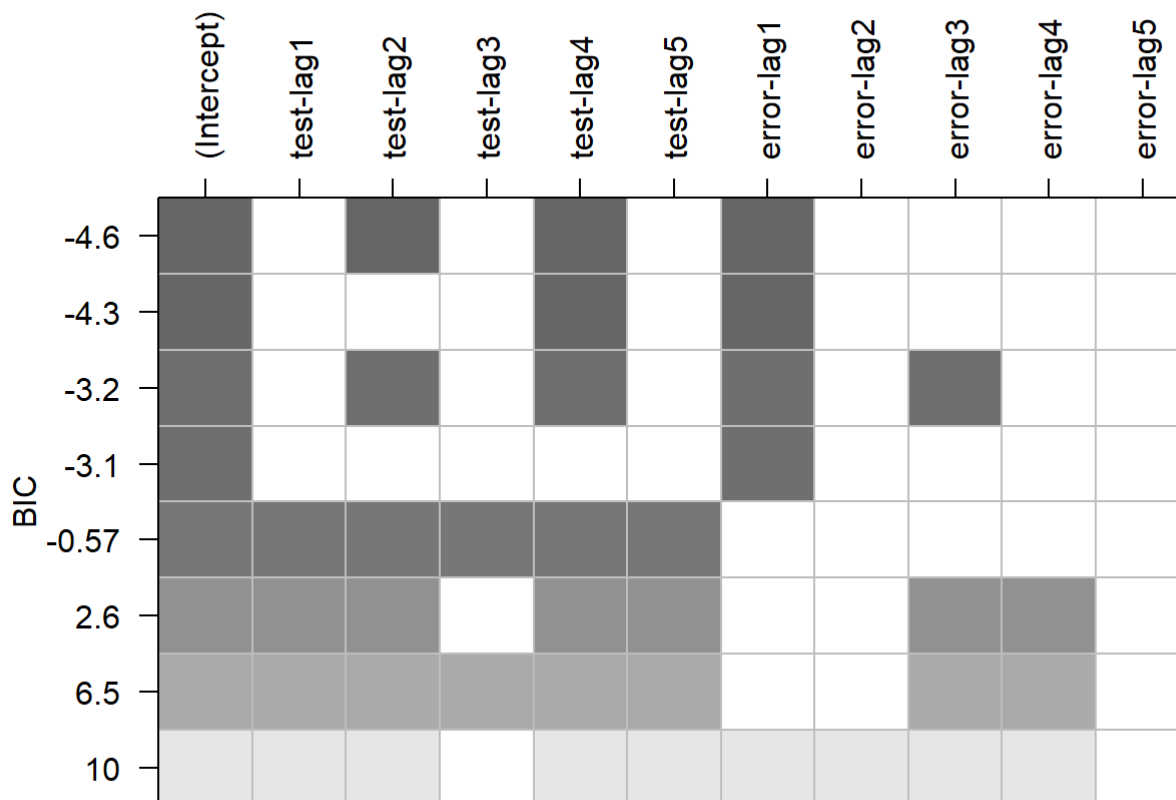 (Intercept)
test-lag1
test-lag2
test-lag3
test-lag4
test-lag5
error-lag1
error-lag2
error-lag3
error-lag4
error-lag5
BIC
-4.6
-4.3
-3.2
-3.1
-0.57
2.6
6.5
10